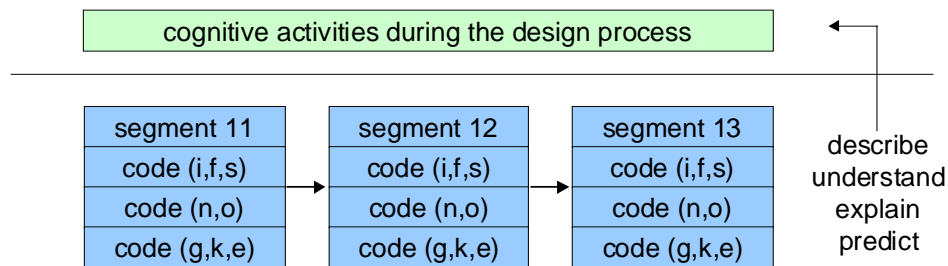 cognitive activities during the design process
segment 11
code (i,f,s)
code (n,o)
code (g,k,e)
segment 12
code (i,f,s)
code (n,o)
code (g,k,e)
segment 13
code (i,f,s)
code (n,o)
code (g,k,e)
describe
understand
explain
predict